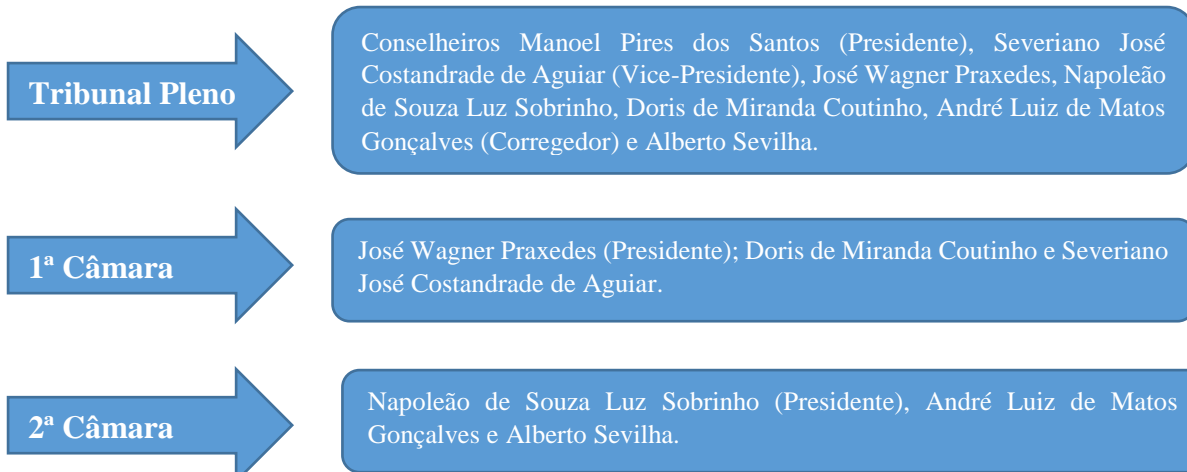 Tribunal Pleno
Conselheiros Manoel Pires dos Santos (Presidente), Severiano José
Costandrade de Aguiar (Vice-Presidente), José Wagner Praxedes, Napoleão
de Souza Luz Sobrinho, Doris de Miranda Coutinho, André Luiz de Matos
Gonçalves (Corregedor) e Alberto Sevilha.
1ª Câmara
José Wagner Praxedes (Presidente); Doris de Miranda Coutinho e Severiano
José Costandrade de Aguiar.
2ª Câmara
Napoleão de Souza Luz Sobrinho (Presidente), André Luiz de Matos
Gonçalves e Alberto Sevilha.